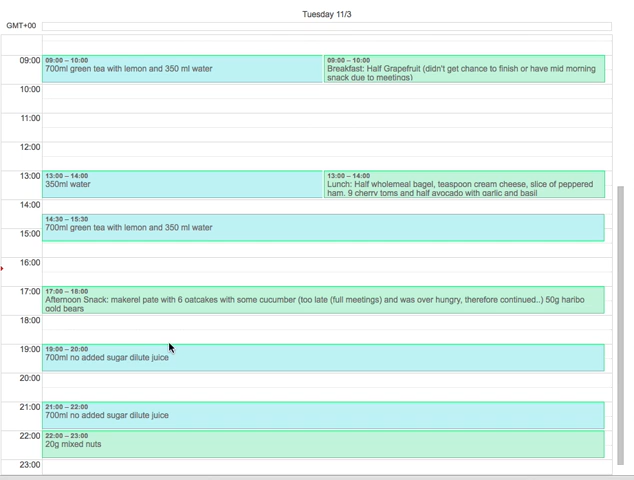 Tuesday 11/3
GMT+00
09:00
09:00 – 10:00
700ml green tea with lemon and 350 ml water
09:00 – 10:00
Breakfast: Half Grapefruit (didn't get chance to finish or have mid morning
snack due to meetings)
10:00
11:00
12:00
13:00
13:00 – 14:00
350ml water
13:00 – 14:00
Lunch: Half wholemeal bagel, teaspoon cream cheese, slice of peppered
ham. 9 cherry toms and half avocado with garlic and basil
14:00
14:30 – 15:30
700ml green tea with lemon and 350 ml water
15:00
16:00
17:00
17:00 – 18:00
Afternoon Snack: makerel pate with 6 oatcakes with some cucumber (too late (full meetings) and was over hungry, therefore continued..) 50g haribo
gold bears
18:00
19:00
19:00 – 20:00
700ml no added sugar dilute juice
20:00
21:00
21:00 – 22:00
700ml no added sugar dilute juice
22:00
22:00 – 23:00
20g mixed nuts
23:00